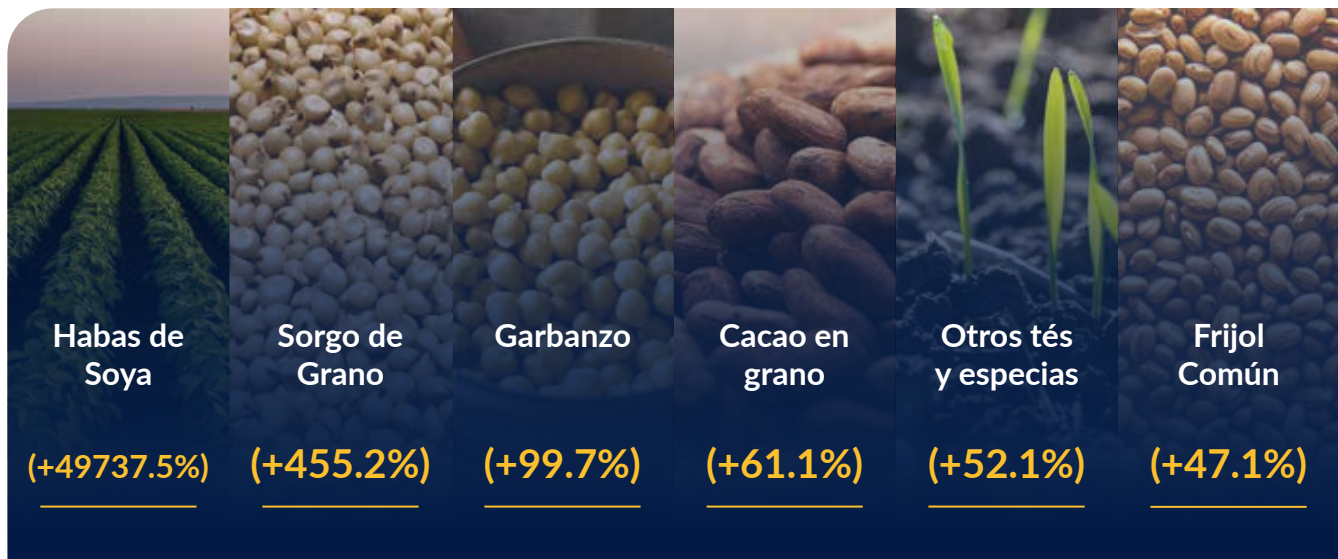 Habas de
Soya
(+49737.5%)
Sorgo de
Grano
(+455.2%)
Garbanzo
(+99.7%)
Cacao en
grano
(+61.1%)
Otros tés
y especias
(+52.1%)
Frijol
Común
(+47.1%)